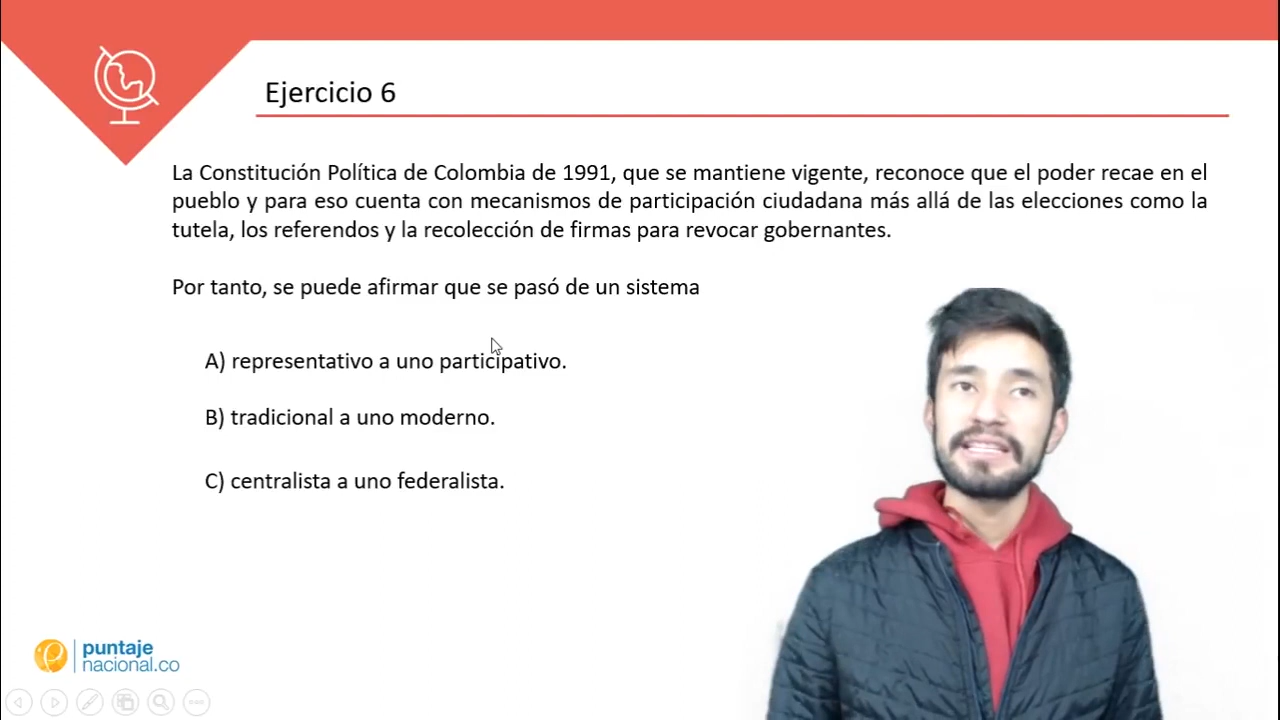 Ejercicio 6
La Constitución Política de Colombia de 1991, que se mantiene vigente, reconoce que el poder recae en el
pueblo y para eso cuenta con mecanismos de participación ciudadana más allá de las elecciones como la
tutela, los referendos y la recolección de firmas para revocar gobernantes.
Por tanto, se puede afirmar que se pasó de un sistema
A) representativo a uno participativo.
B) tradicional a uno moderno.
C) centralista a uno federalista.
puntaje
nacional.co